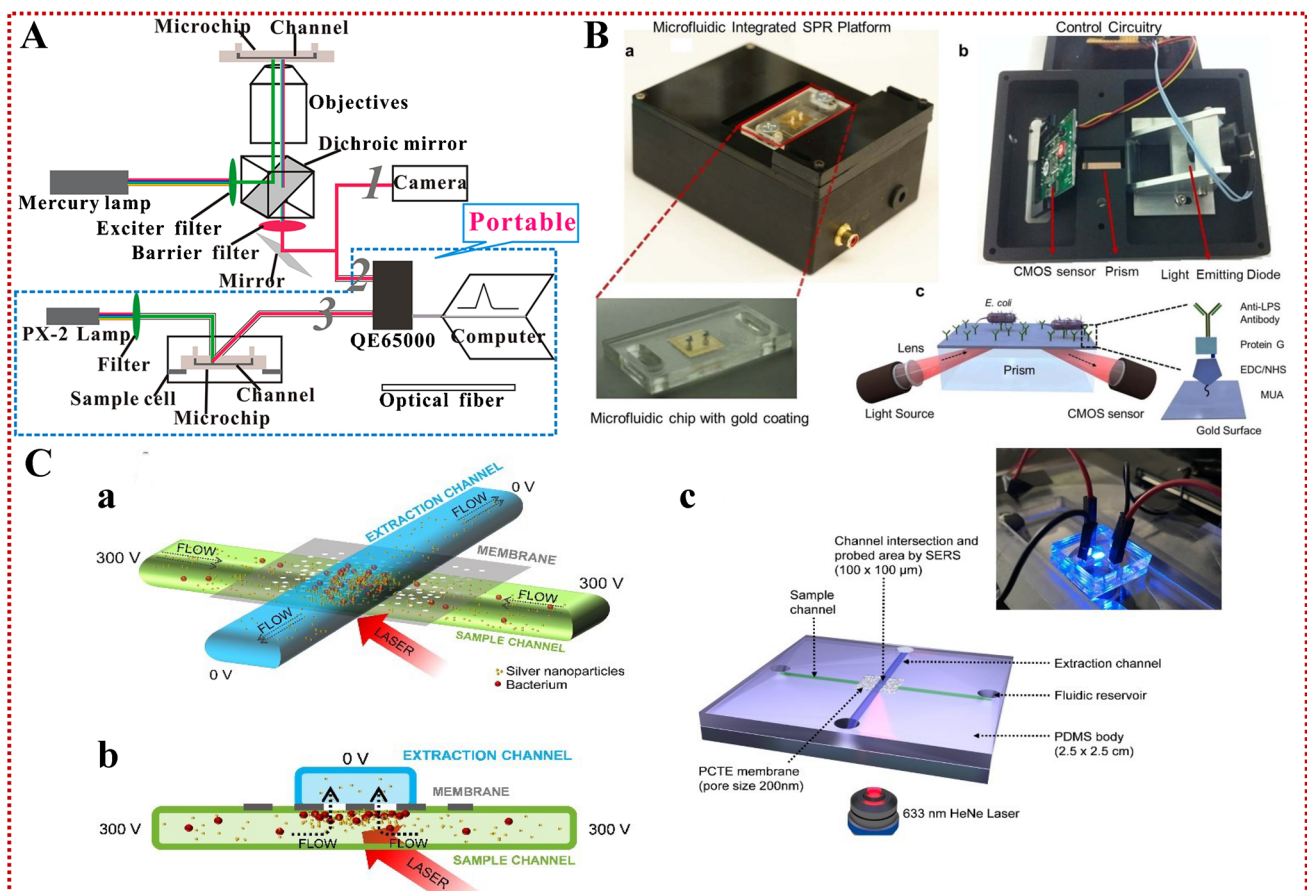 A
Microchip
Channel
Objectives
Dichroic mirror
1
Camera
Mercury lamp
Exciter filter
Barrier filter
Portable
Mirror
2
PX-2 Lamp
3
QE65000
Computer
Filter
Sample cell
Channel
Microchip
Optical fiber
B
Microfluidic Integrated SPR Platform
a
Microfluidic chip with gold coating
Control Circuitry
b
CMOS sensor
Prism
Light Emitting Diode
c
E. coli
Lens
Prism
Light Source
CMOS sensor
Anti-LPS
Antibody
Protein G
EDC/NHS
MUA
Gold Surface
C
a
0 V
EXTRACTION CHANNEL
FLOW
300 V
FLOW
MEMBRANE
300 V
FLOW
FLOW
SAMPLE CHANNEL
LASER
0 V
Silver nanoparticles
Bacterium
b
0 V
EXTRACTION CHANNEL
MEMBRANE
300 V
300 V
FLOW
FLOW
SAMPLE CHANNEL
LASER
c
Channel intersection and
probed area by SERS
(100 x 100 µm)
Sample
channel
Extraction channel
Fluidic reservoir
PDMS body
(2.5 x 2.5 cm)
PCTE membrane
(pore size 200nm)
633 nm HeNe Laser